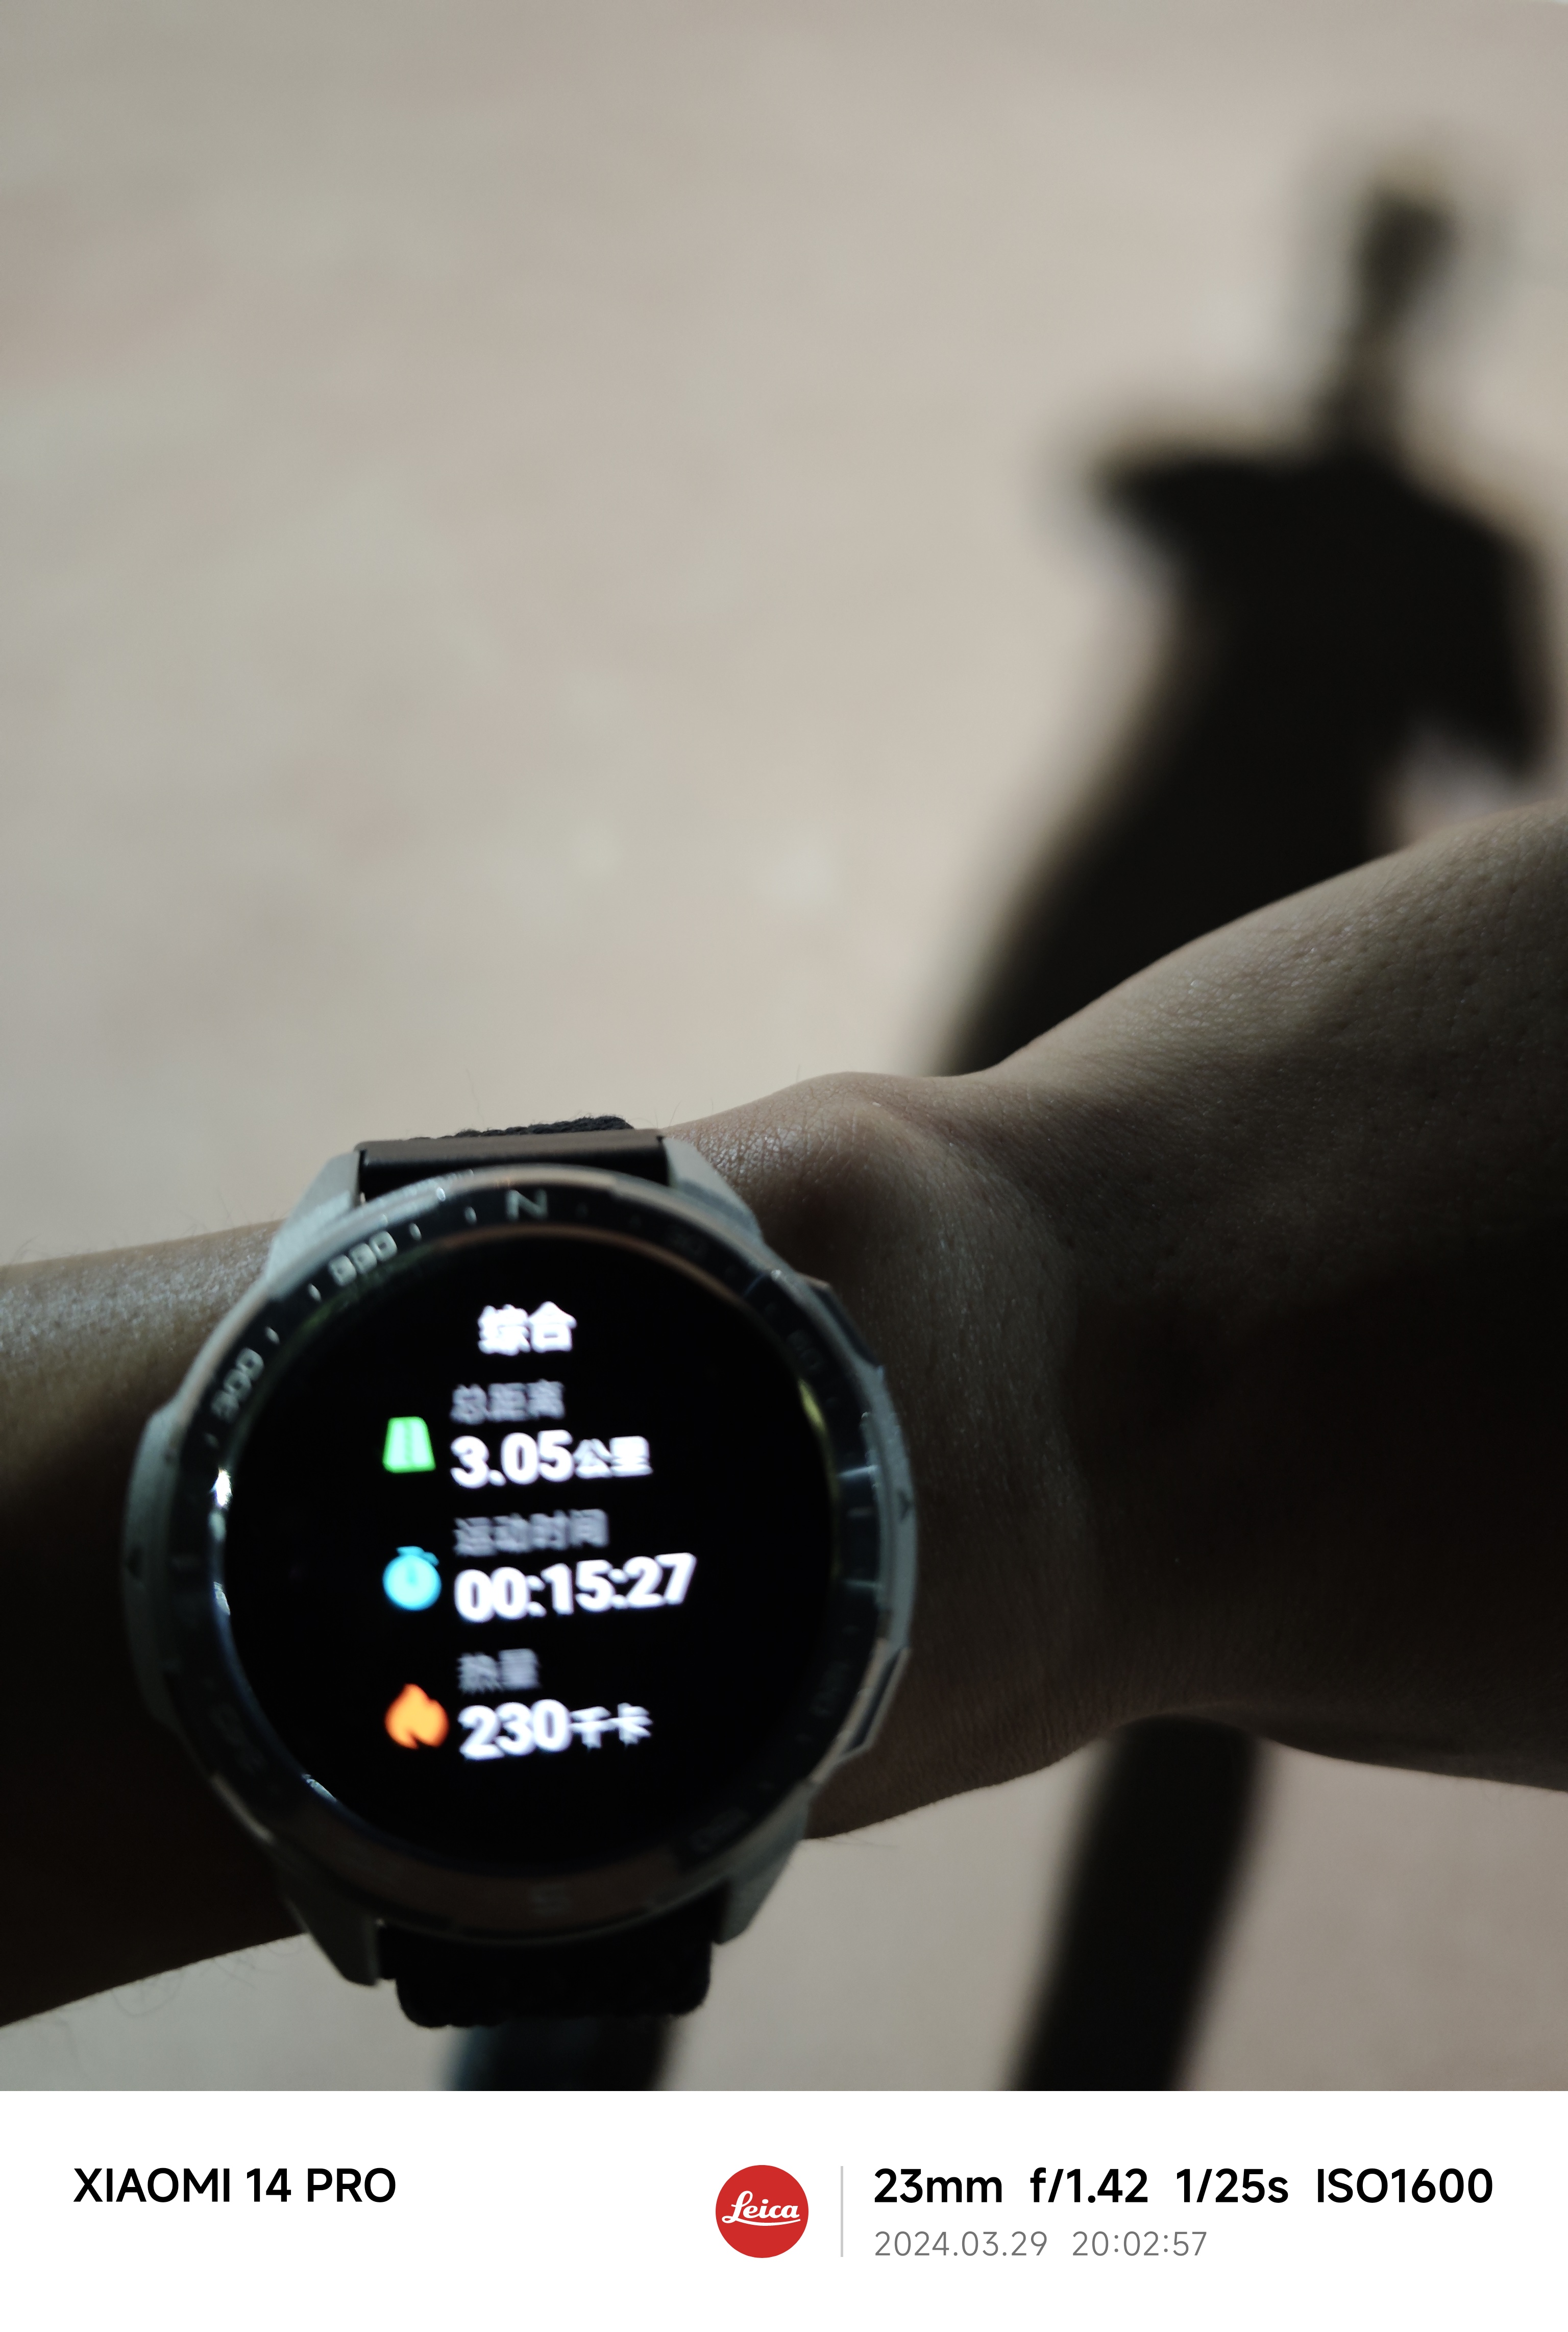 N
330
300
综合
总距离
3.05公里
运动时间
00:15:27
热量
230千卡
XIAOMI 14 PRO
Leica
23mm f/1.42 1/25s ISO1600
2024.03.29 20:02:57